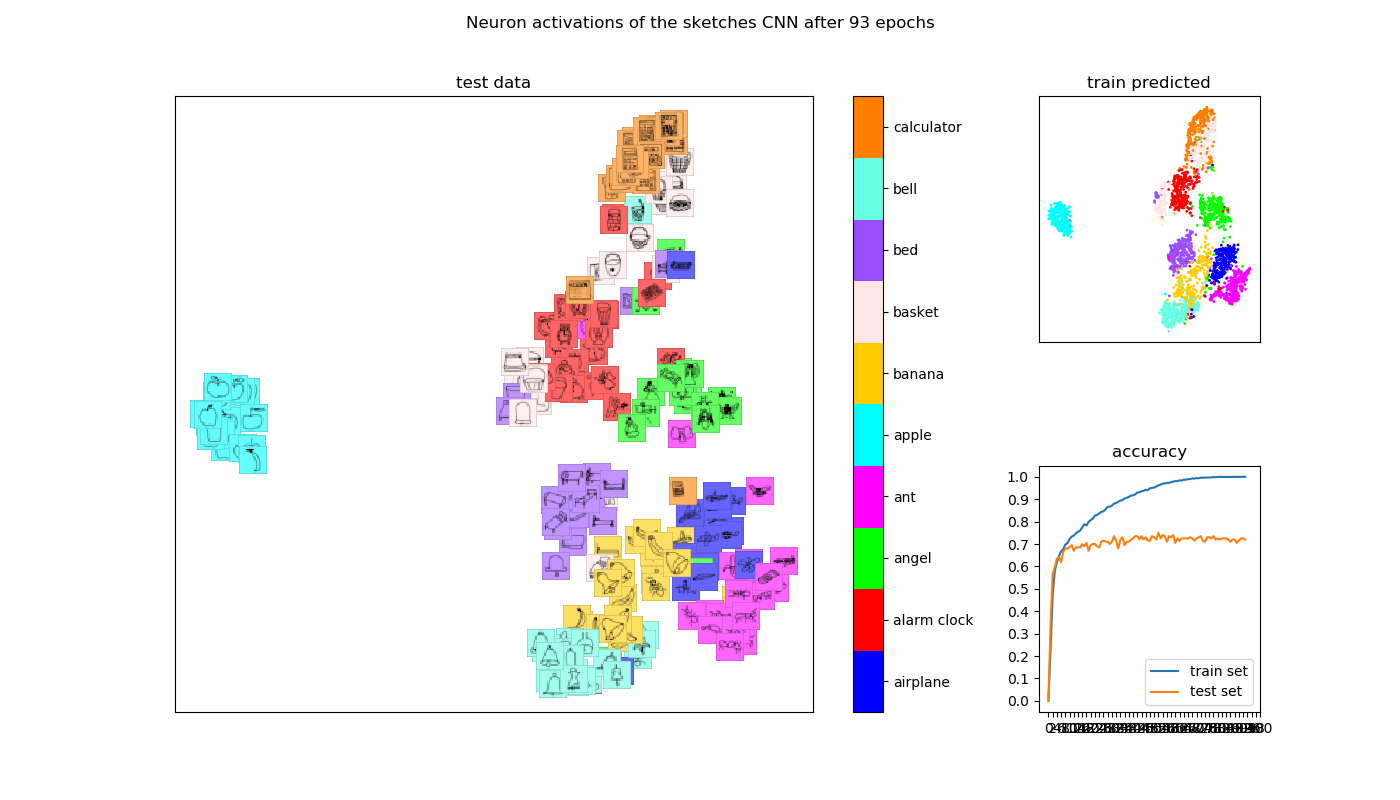 Neuron activations of the sketches CNN after 93 epochs
test data
calculator
bell
bed
basket
banana
apple
ant
angel
alarm clock
airplane
train predicted
accuracy
1.0
0.9
0.8
0.7
0.6
0.5
0.4
0.3
0.2
0.1
0.0
train set
test set